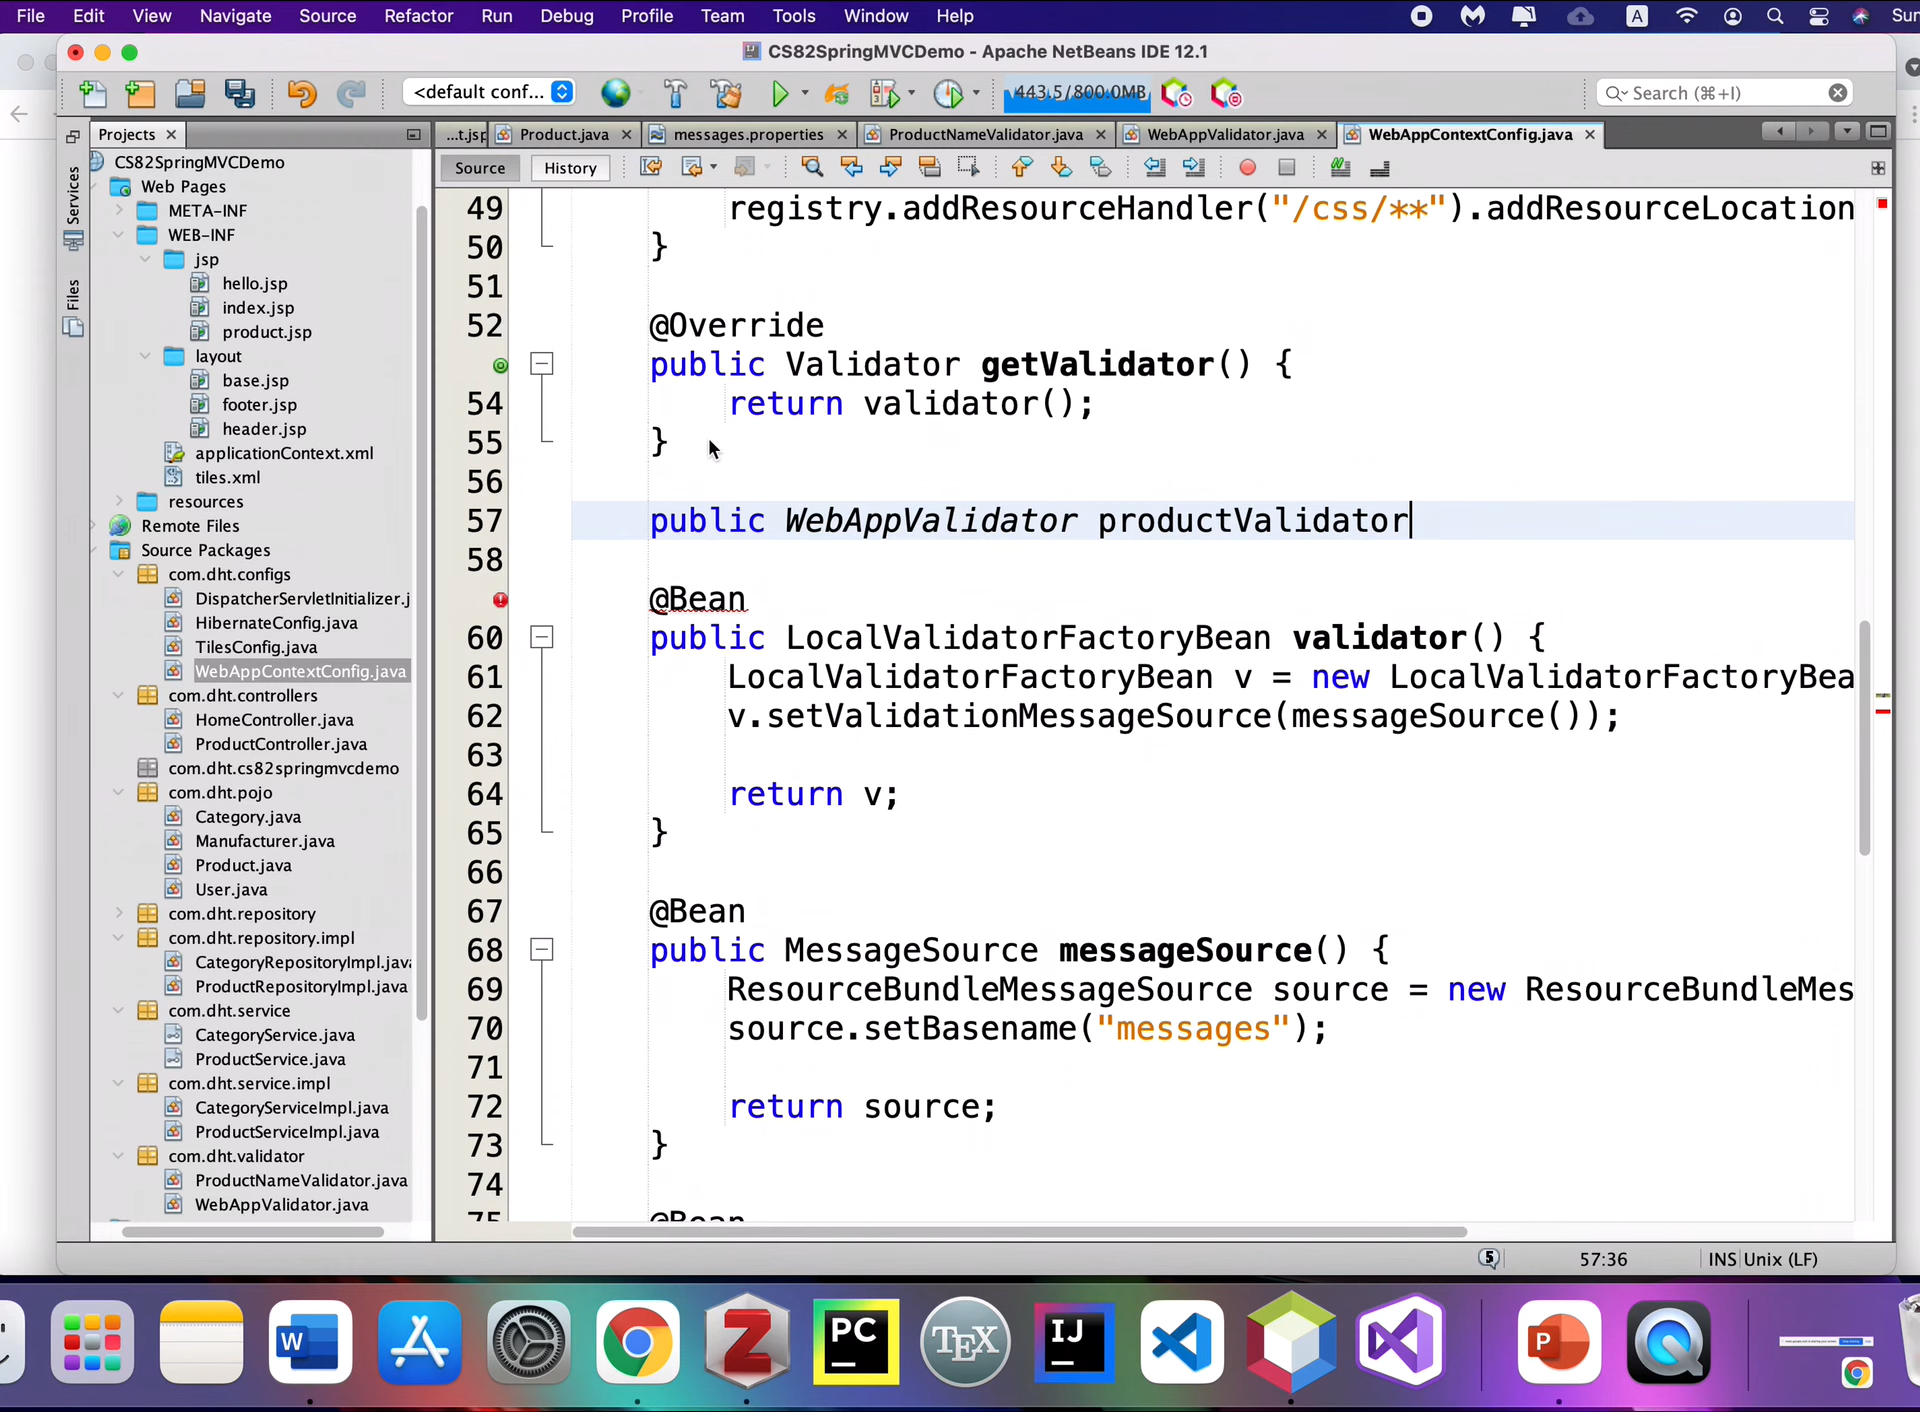 File Edit View Navigate Source Refactor Run Debug Profile Team Tools Window Help A Sun
CS82SpringMVCDemo - Apache NetBeans IDE 12.1
<default conf... 443.5/800.0MB Search (⌘+I)
Projects ...t.jsp Product.java messages.properties ProductNameValidator.java WebAppValidator.java WebAppContextConfig.java
Source History
Services
Files
CS82SpringMVCDemo
Web Pages
META-INF
WEB-INF
jsp
hello.jsp
index.jsp
product.jsp
layout
base.jsp
footer.jsp
header.jsp
applicationContext.xml
tiles.xml
resources
Remote Files
Source Packages
com.dht.configs
DispatcherServletInitializer.j
HibernateConfig.java
TilesConfig.java
WebAppContextConfig.java
com.dht.controllers
HomeController.java
ProductController.java
com.dht.cs82springmvcdemo
com.dht.pojo
Category.java
Manufacturer.java
Product.java
User.java
com.dht.repository
com.dht.repository.impl
CategoryRepositoryImpl.java
ProductRepositoryImpl.java
com.dht.service
CategoryService.java
ProductService.java
com.dht.service.impl
CategoryServiceImpl.java
ProductServiceImpl.java
com.dht.validator
ProductNameValidator.java
WebAppValidator.java
49 registry.addResourceHandler("/css/**").addResourceLocation
50 }
51
52 @Override
public Validator getValidator() {
54 return validator();
55 }
56
57 public WebAppValidator productValidator
58
@Bean
60 public LocalValidatorFactoryBean validator() {
61 LocalValidatorFactoryBean v = new LocalValidatorFactoryBea
62 v.setValidationMessageSource(messageSource());
63
64 return v;
65 }
66
67 @Bean
68 public MessageSource messageSource() {
69 ResourceBundleMessageSource source = new ResourceBundleMes
70 source.setBasename("messages");
71
72 return source;
73 }
74
75 @Bean
5 57:36 INS Unix (LF)
W Z PC TEX IJ P